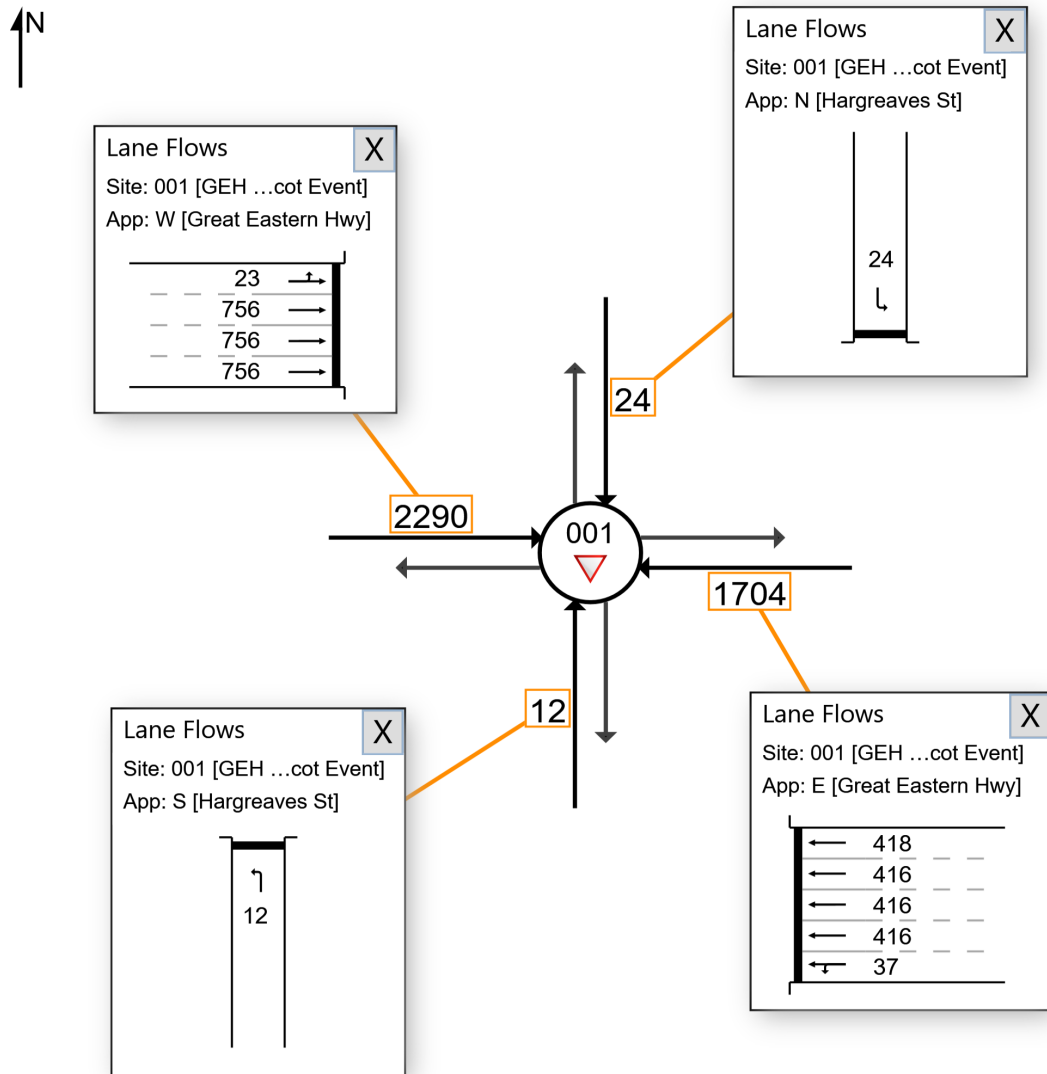 N
Lane Flows
X
Site: 001 [GEH ...cot Event]
App: N [Hargreaves St]
24
Lane Flows
X
Site: 001 [GEH ...cot Event]
App: W [Great Eastern Hwy]
23
756
756
756
24
2290
001
1704
12
Lane Flows
X
Site: 001 [GEH ...cot Event]
App: S [Hargreaves St]
12
Lane Flows
X
Site: 001 [GEH ...cot Event]
App: E [Great Eastern Hwy]
418
416
416
416
37